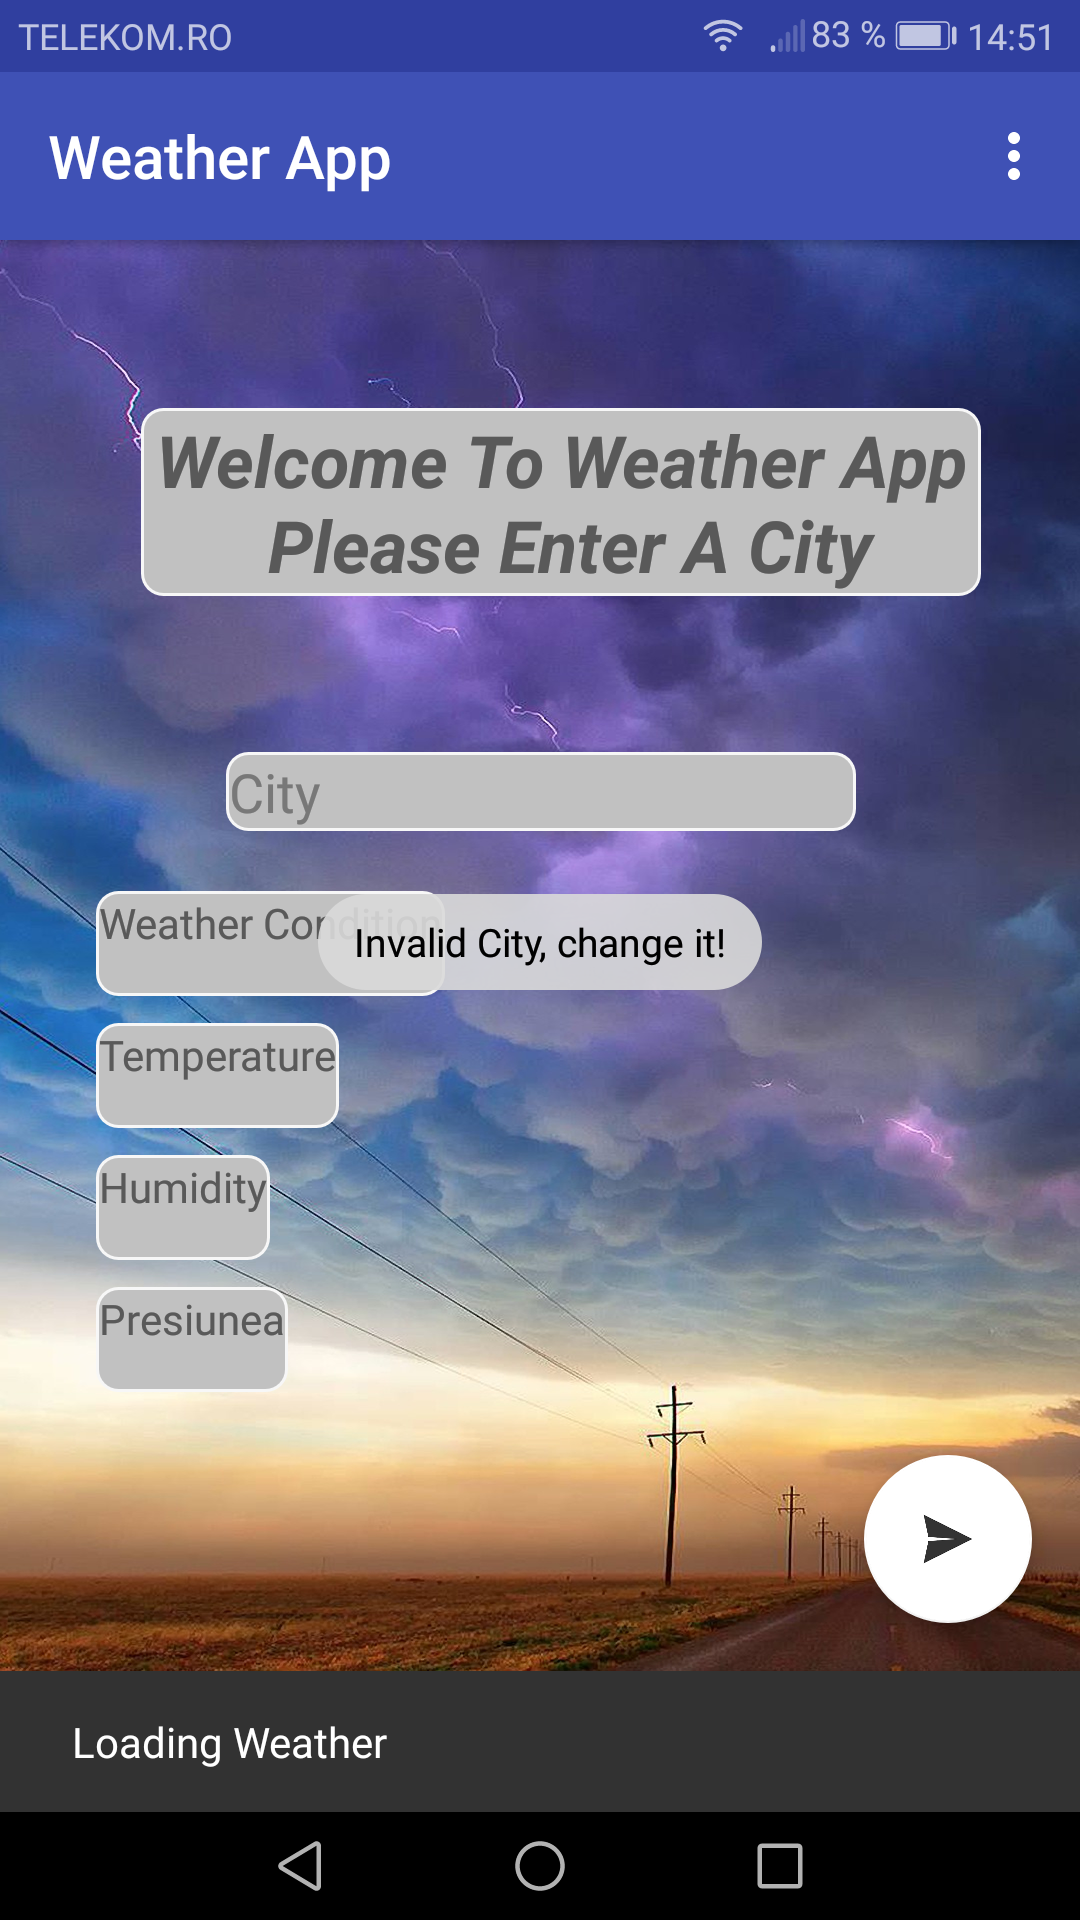 TELEKOM.RO 83 % 14:51
Weather App
Welcome To Weather App
Please Enter A City
City
Weather Condition
Invalid City, change it!
Temperature
Humidity
Presiunea
Loading Weather